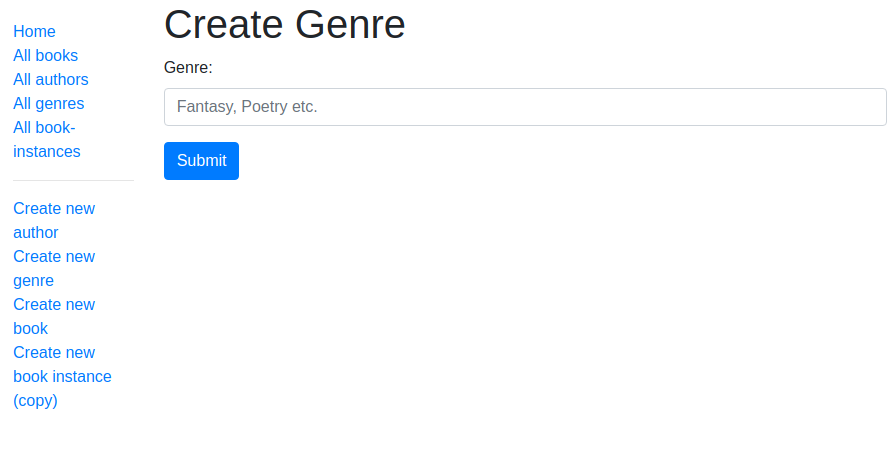 Home
All books
All authors
All genres
All book-
instances
Create new
author
Create new
genre
Create new
book
Create new
book instance
(copy)
Create Genre
Genre:
Fantasy, Poetry etc.
Submit